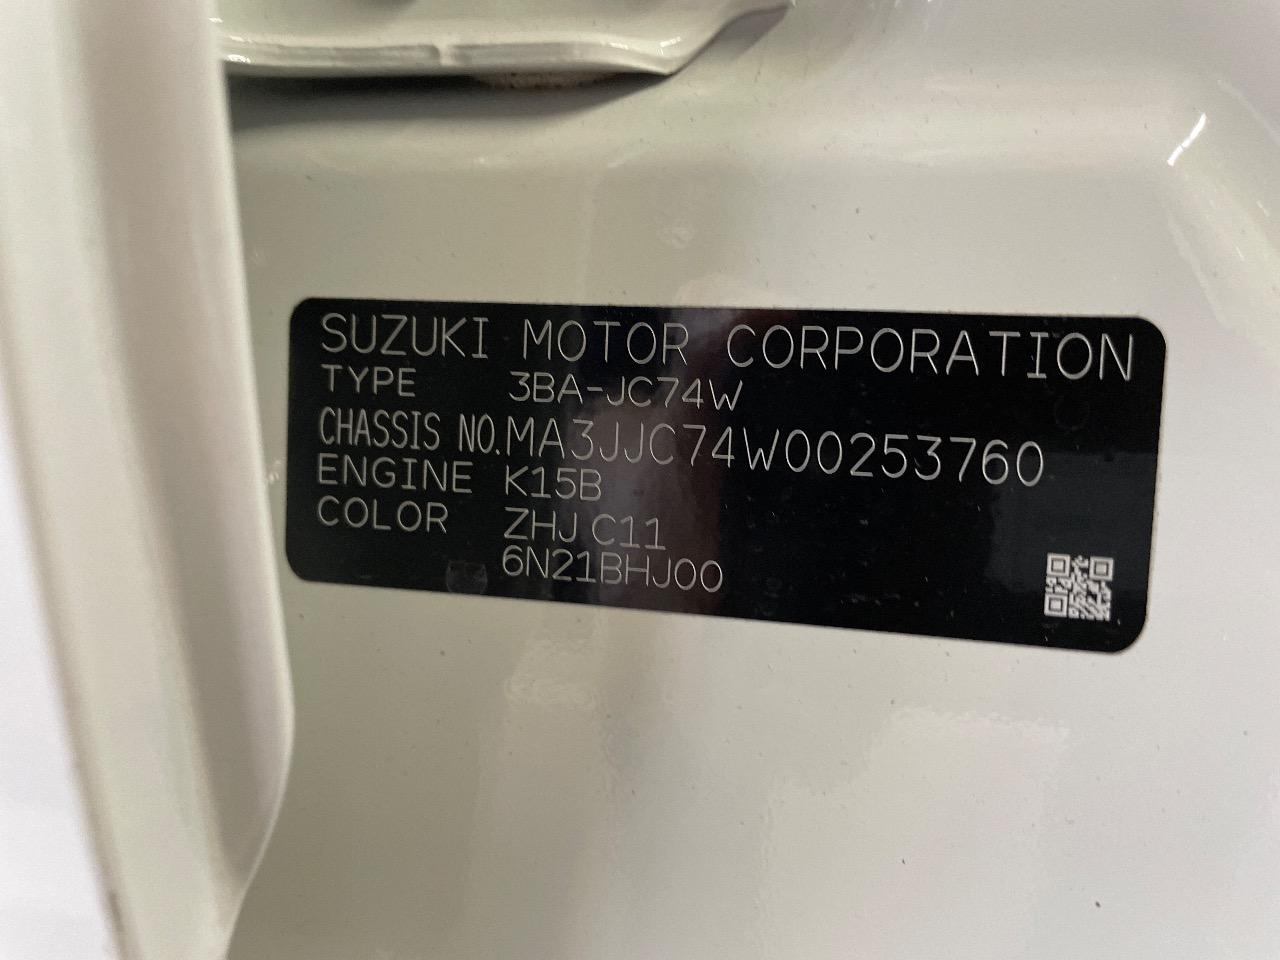 SUZUKI MOTOR CORPORATION
TYPE 3BA-JC74W
CHASSIS NO. MA3JJC74W00253760
ENGINE K15B
COLOR ZHJ C11
6N21BHJ00